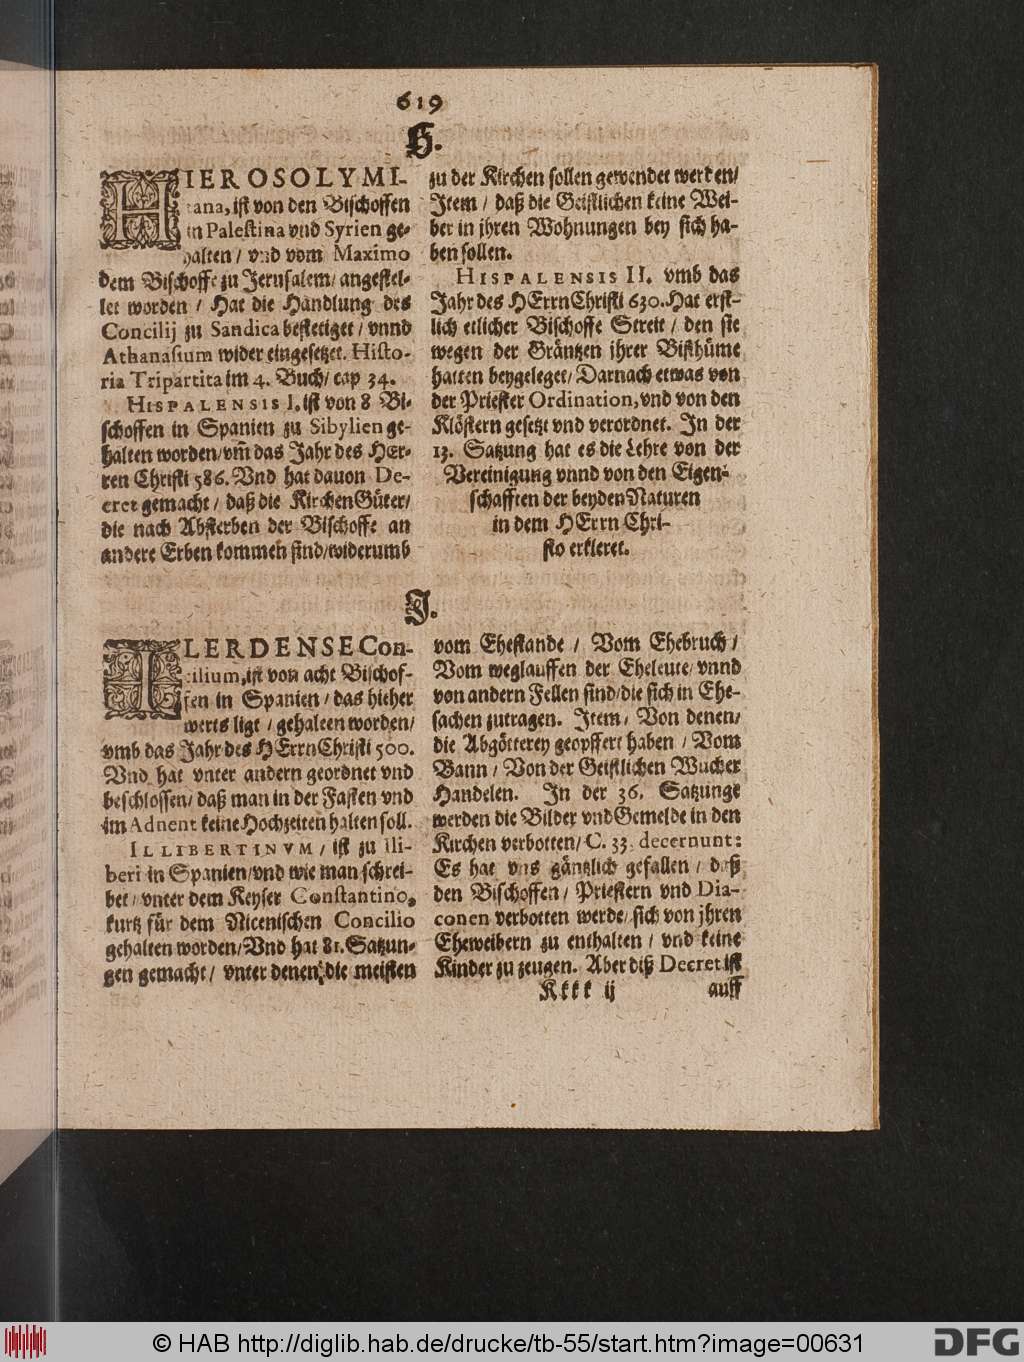 619
H.
HIEROSOLYMI-
tana, ist von den Bischoffen
in Palestina vnd Syrien ge-
halten / vnd vom Maximo
dem Bischoffe zu Jerusalem / angestel-
let worden / Hat die Handlung des
Concilij zu Sandica bestetiget / vnnd
Athanasium wider eingesetzet. Histo-
ria Tripartita im 4. Buch / cap 34.
HISPALENSIS I. ist von 8 Bi-
schoffen in Spanien zu Sibylien ge-
halten worden / vm̃ das Jahr des HEr-
ren Christi 586. Vnd hat dauon De-
cret gemacht / daß die KirchenGüter /
die nach Absterben der Bischoffe an
andere Erben kommen sind / widerumb
zu der Kirchen sollen gewendet werden /
Item / daß die Geistlichen keine Wei-
ber in jhren Wohnungen bey sich ha-
ben sollen.
HISPALENSIS II. vmb das
Jahr des HErrn Christi 630. Hat erst-
lich etlicher Bischoffe Streit / den sie
wegen der Gräntzen jhrer Bisthüme
hatten beygeleget / Darnach etwas von
der Priester Ordination, vnd von den
Klöstern gesetzt vnd verordnet. In der
13. Satzung hat es die Lehre von der
Vereinigung vnnd von den Eigen-
schafften der beyden Naturen
in dem HErrn Chri-
sto erkleret.
J.
ILERDENSE Con-
cilium, ist von acht Bischof-
fen in Spanien / das hieher
werts ligt / gehalten worden /
vmb das Jahr des HErrn Christi 500.
Vnd hat vnter andern geordnet vnd
beschlossen / daß man in der Fasten vnd
im Aduent keine Hochzeiten halten soll.
ILLIBERTINVM / ist zu Illi-
beri in Spanien / vnd wie man schrei-
bet / vnter dem Keyser Constantino,
kurtz für dem Nicenischen Concilio
gehalten worden / Vnd hat 81. Satzun-
gen gemacht / vnter denen / die meisten
vom Ehestande / Vom Ehebruch /
Vom weglauffen der Eheleute / vnnd
von andern Fellen sind / die sich in Ehe-
sachen zutragen. Item / Von denen /
die Abgötterey geopffert haben / Vom
Bann / Von der Geistlichen Wucher
Handelen. In der 36. Satzunge
werden die Bilder vnd Gemelde in den
Kirchen verbotten / C. 33. decernunt:
Es hat vns gäntzlich gefallen / daß
den Bischoffen / Priestern vnd Dia-
conen verbotten werde / sich von jhren
Eheweibern zu enthalten / vnd keine
Kinder zu zeugen. Aber diß Decret ist
Kkkk ij auff
© HAB http://diglib.hab.de/drucke/tb-55/start.htm?image=00631
DFG